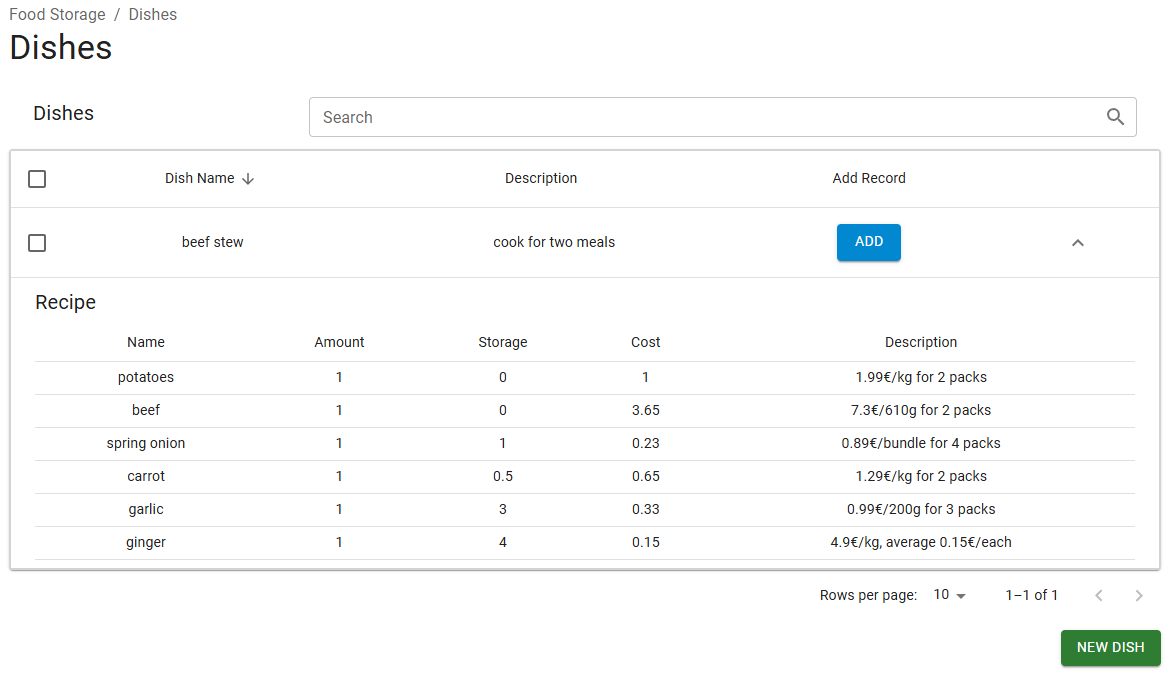 Food Storage / Dishes
Dishes
Dishes
Search
Dish Name Description Add Record
beef stew cook for two meals ADD
Recipe
Name Amount Storage Cost Description
potatoes 1 0 1 1.99€/kg for 2 packs
beef 1 0 3.65 7.3€/610g for 2 packs
spring onion 1 1 0.23 0.89€/bundle for 4 packs
carrot 1 0.5 0.65 1.29€/kg for 2 packs
garlic 1 3 0.33 0.99€/200g for 3 packs
ginger 1 4 0.15 4.9€/kg, average 0.15€/each
Rows per page: 10 1–1 of 1
NEW DISH